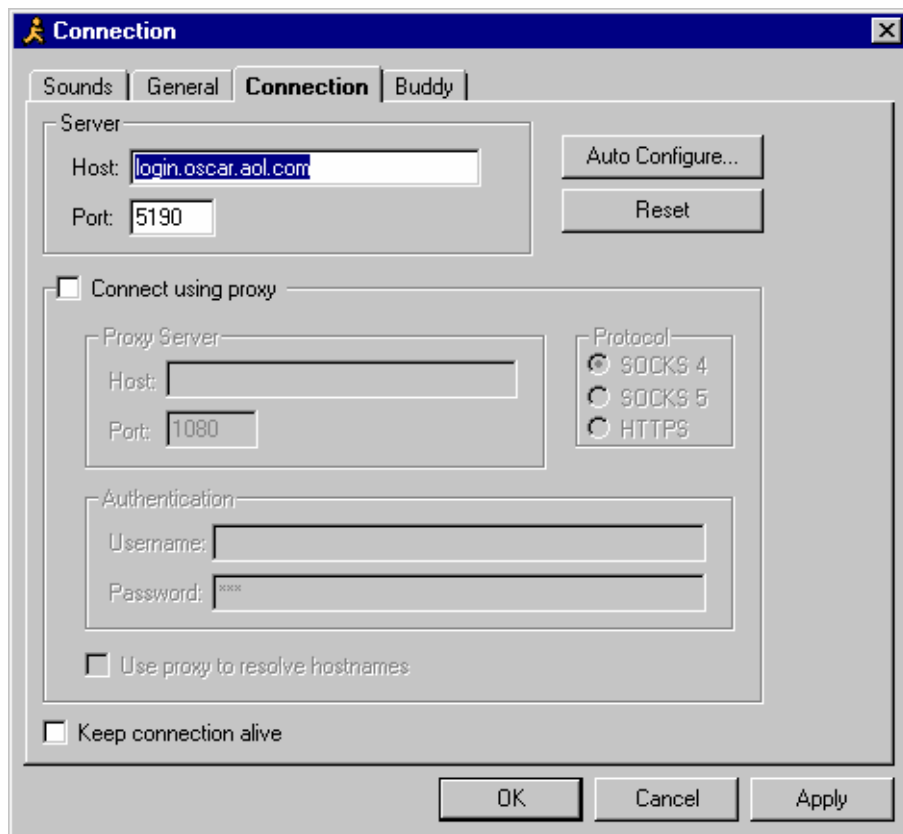 Connection
Sounds General Connection Buddy
Server
Host: login.oscar.aol.com
Port: 5190
Auto Configure...
Reset
Connect using proxy
Proxy Server
Host:
Port: 1080
Protocol
SOCKS 4
SOCKS 5
HTTPS
Authentication
Username:
Password: ***
Use proxy to resolve hostnames
Keep connection alive
OK Cancel Apply